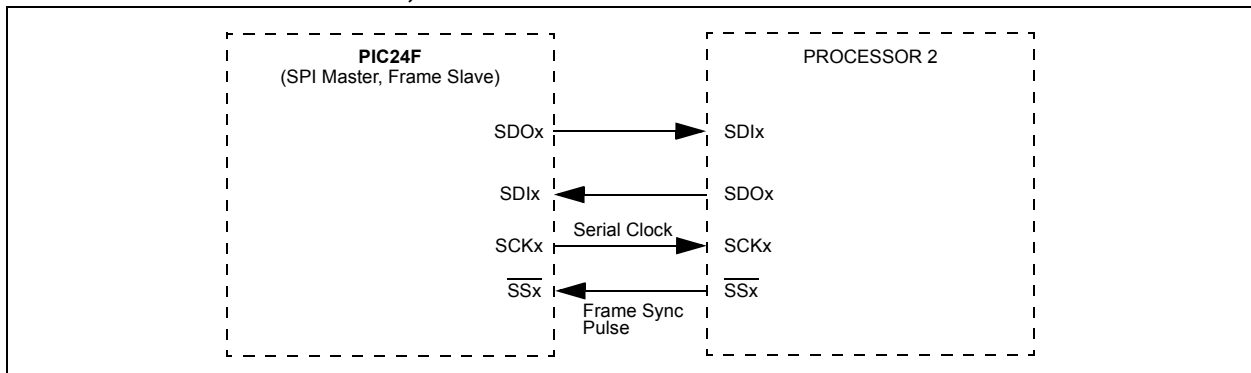 PIC24F
(SPI Master, Frame Slave)
PROCESSOR 2
SDOx
SDIx
SDIx
SDOx
SCKx
Serial Clock
SCKx
SSx
SSx
Frame Sync
Pulse